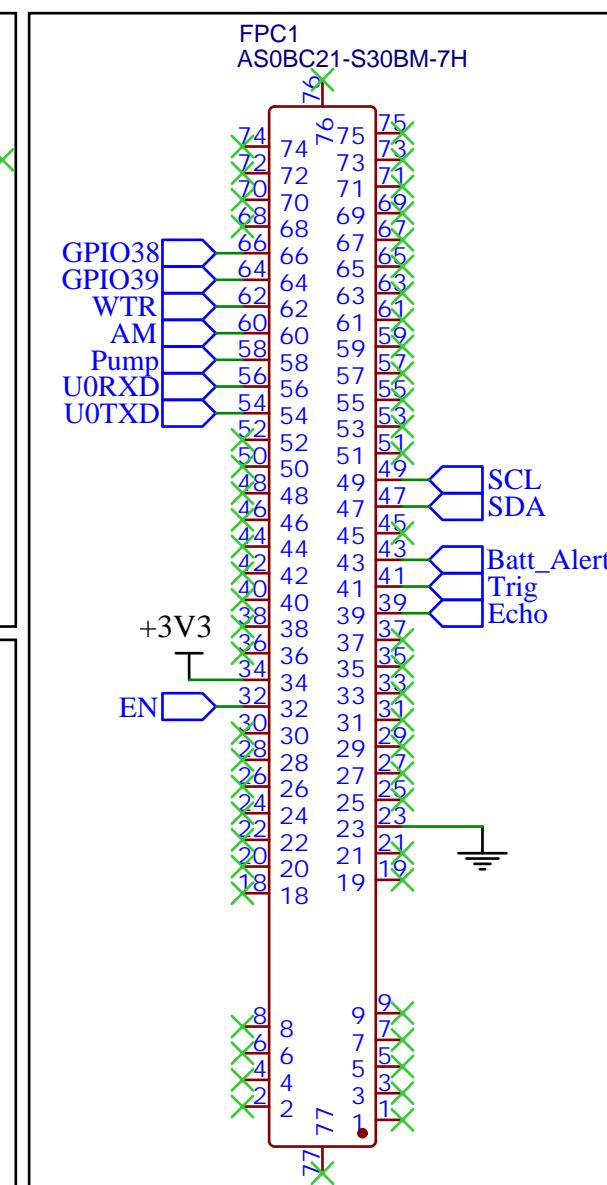 FPC1
AS0BC21-S30BM-7H
76
76
74 74 75 75
72 72 73 73
70 70 71 71
68 68 69 69
GPIO38 66 66 67 67
GPIO39 64 64 65 65
WTR 62 62 63 63
AM 60 60 61 61
Pump 58 58 59 59
U0RXD 56 56 57 57
U0TXD 54 54 55 55
52 52 53 53
50 50 51 51
48 48 49 49 SCL
46 46 47 47 SDA
44 44 45 45
42 42 43 43 Batt_Alert
40 40 41 41 Trig
38 38 39 39 Echo
+3V3
36 36 37 37
34 34 35 35
EN 32 32 33 33
30 30 31 31
28 28 29 29
26 26 27 27
24 24 25 25
22 22 23 23
20 20 21 21
18 18 19 19
8 8 9 9
6 6 7 7
4 4 5 5
2 2 3 3
1 1
77
77